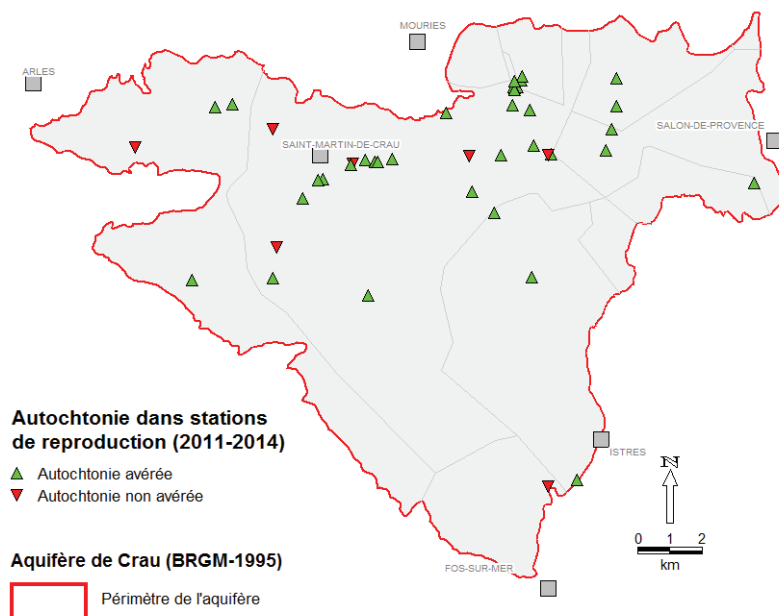 MOURIES
ARLES
SALON-DE-PROVENCE
SAINT-MARTIN-DE-CRAU
Autochtonie dans stations
de reproduction (2011-2014)
Autochtonie avérée
Autochtonie non avérée
ISTRES
N
0 1 2
km
Aquifère de Crau (BRGM-1995)
FOS-SUR-MER
Périmètre de l'aquifère